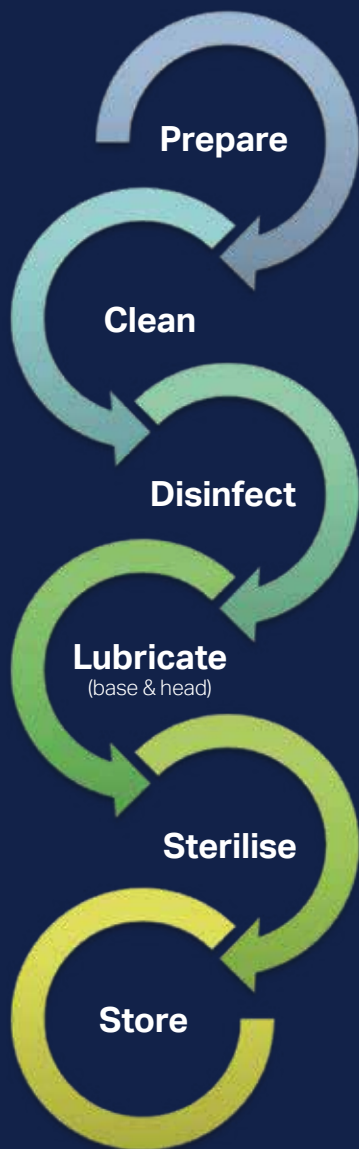 Prepare
Clean
Disinfect
Lubricate
(base & head)
Sterilise
Store